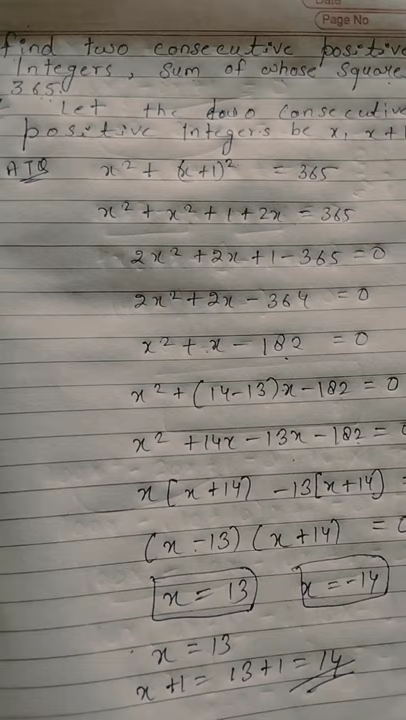 Date
Page No
find two consecutive positive
Integers, sum of whose square
365.
Let the two consecutive
positive Integers be x, x+1
ATQ x² + (x+1)² = 365
x² + x² + 1 + 2x = 365
2x² + 2x + 1 - 365 = 0
2x² + 2x - 364 = 0
x² + x - 182 = 0
x² + (14-13)x - 182 = 0
x² + 14x - 13x - 182 =
x(x+14) - 13[x+14) =
(x-13)(x+14) = 0
x = 13 x = -14
x = 13
x+1 = 13+1 = 14